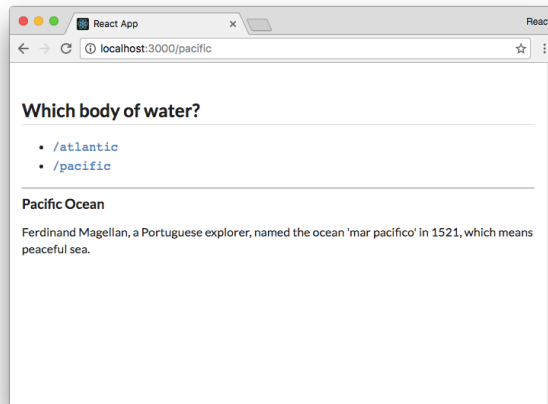 React App
React
localhost:3000/pacific
Which body of water?
/atlantic
/pacific
Pacific Ocean
Ferdinand Magellan, a Portuguese explorer, named the ocean 'mar pacifico' in 1521, which means
peaceful sea.